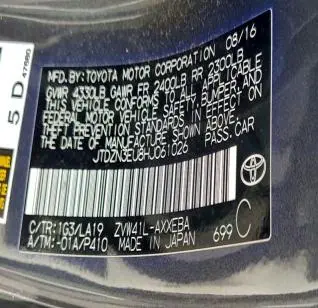 MFD.BY:TOYOTA MOTOR CORPORATION 08/16
GVWR 4330LB GAWR FR 2400LB RR 2300LB
THIS VEHICLE CONFORMS TO ALL APPLICABLE
FEDERAL MOTOR VEHICLE SAFETY, BUMPER, AND
THEFT PREVENTION STANDARDS IN EFFECT ON
THE DATE OF MANUFACTURE SHOWN ABOVE.
JTDZN3EU8HJ061026 PASS.CAR
C/TR:1G3/LA19 ZVW41L-AXXEBA
A/TM:-01A/P410 MADE IN JAPAN 699 C
5D